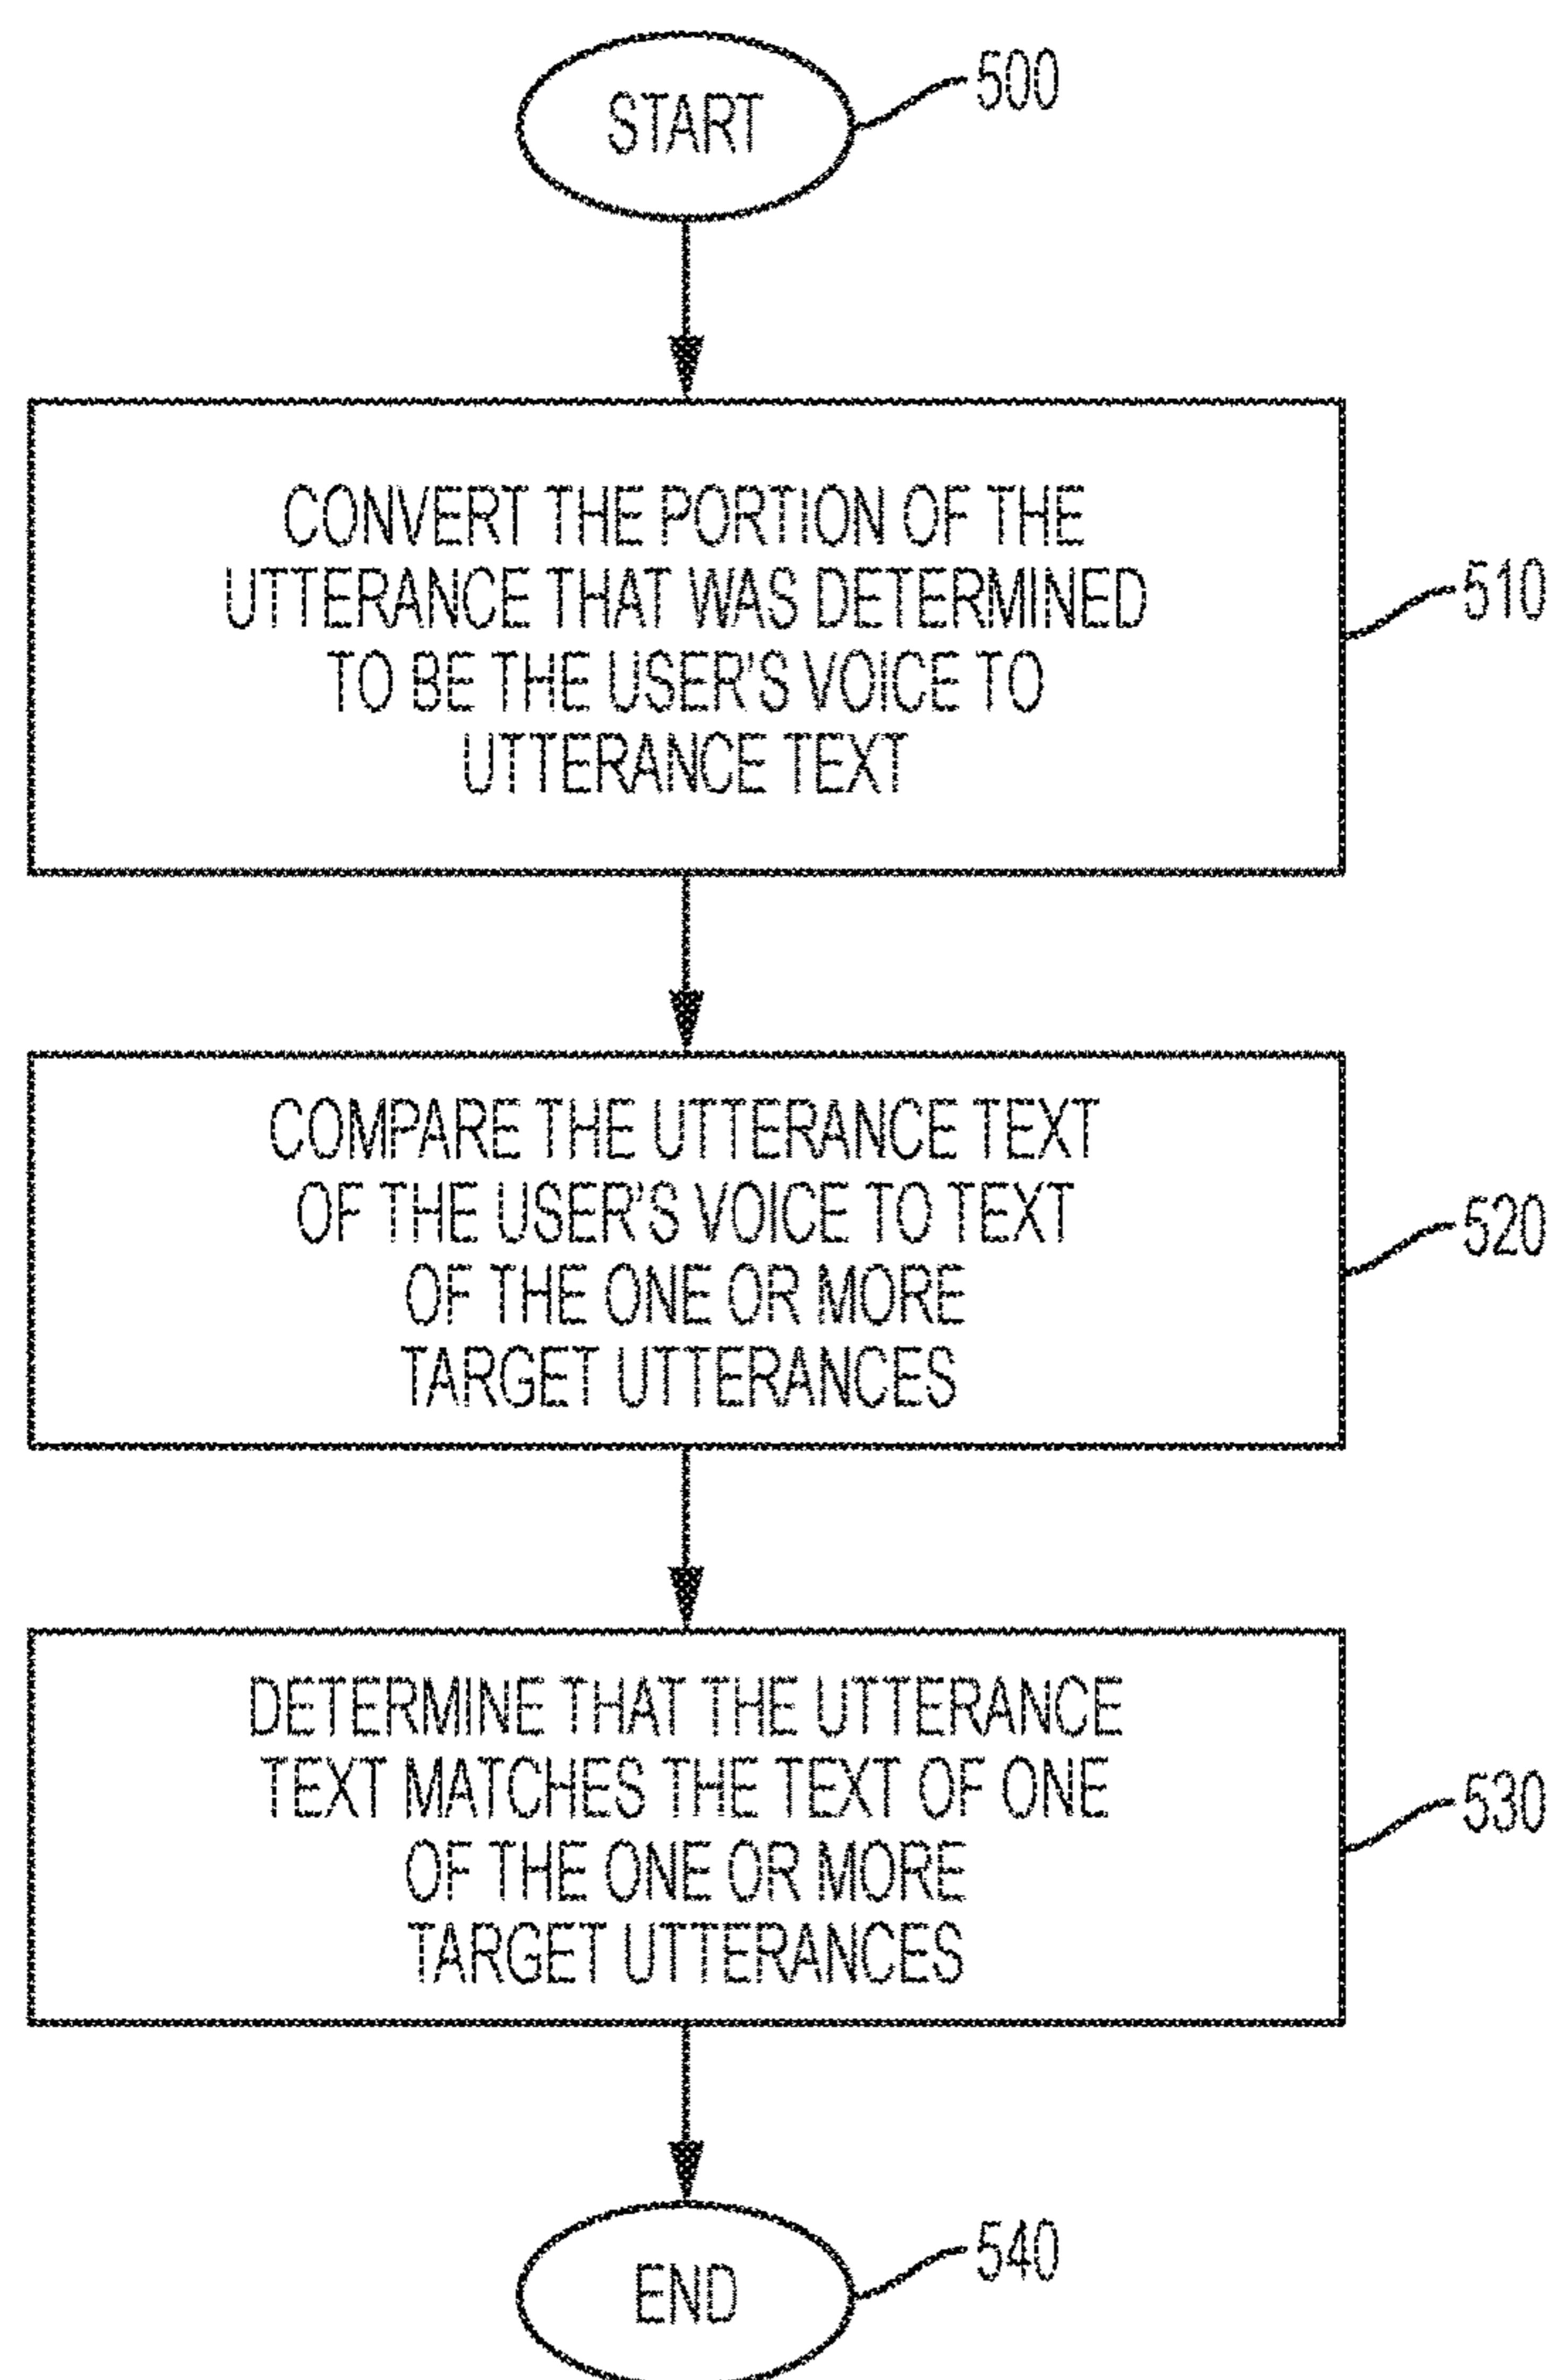 START
500
CONVERT THE PORTION OF THE
UTTERANCE THAT WAS DETERMINED
TO BE THE USER'S VOICE TO
UTTERANCE TEXT
510
COMPARE THE UTTERANCE TEXT
OF THE USER'S VOICE TO TEXT
OF THE ONE OR MORE
TARGET UTTERANCES
520
DETERMINE THAT THE UTTERANCE
TEXT MATCHES THE TEXT OF ONE
OF THE ONE OR MORE
TARGET UTTERANCES
530
END
540